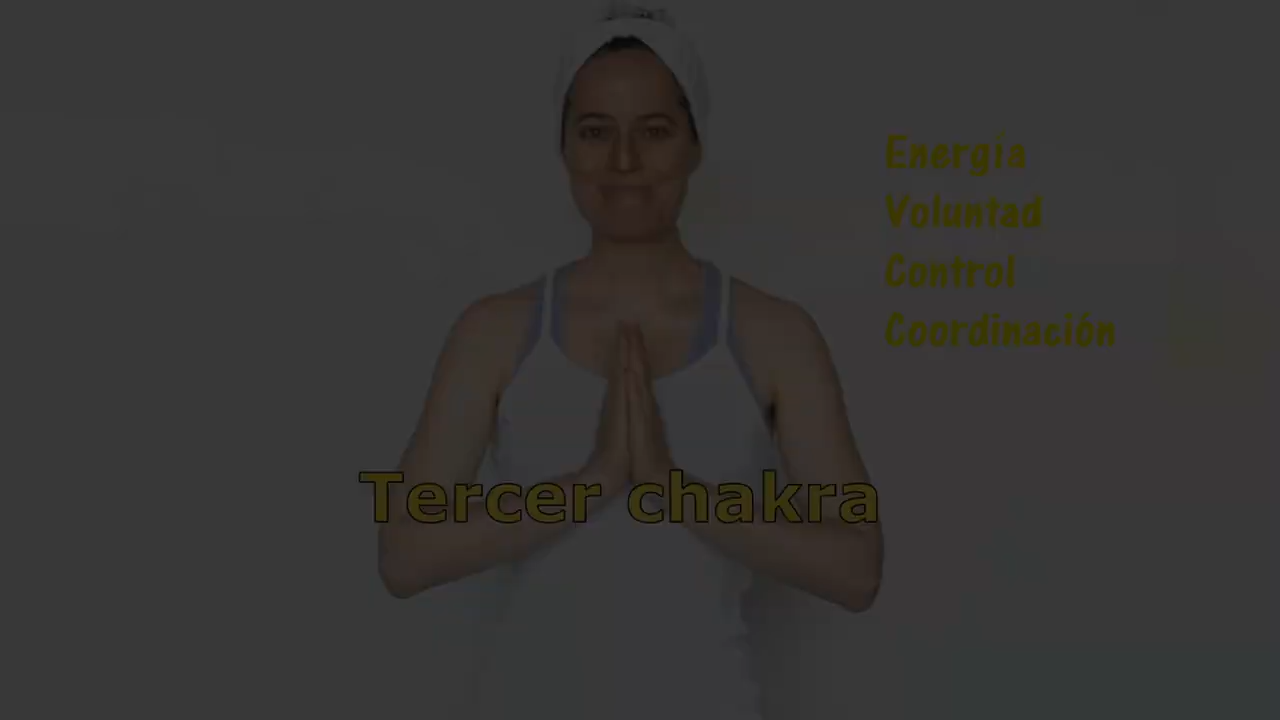 Energía
Voluntad
Control
Coordinación
Tercer chakra